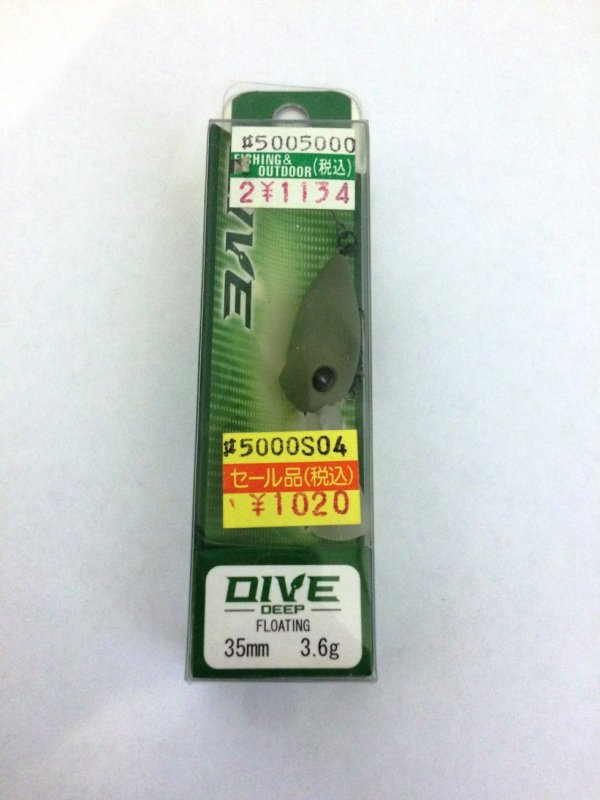 #5005000
FISHING &
OUTDOOR (税込)
2¥1134
DIVE
#5000S04
セール品(税込)
¥1020
DIVE
DEEP
FLOATING
35mm 3.6g